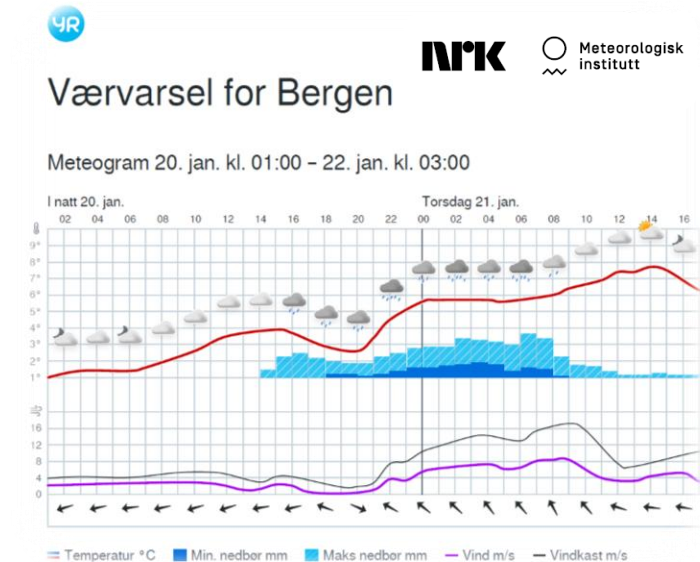 YR
NRK
Meteorologisk
institutt
Værvarsel for Bergen
Meteogram 20. jan. kl. 01:00 – 22. jan. kl. 03:00
I natt 20. jan. Torsdag 21. jan.
02 04 06 08 10 12 14 16 18 20 22 00 02 04 06 08 10 12 14 16
9°
8°
7°
6°
5°
4°
3°
2°
1°
16
12
8
4
0
Temperatur °C Min. nedbør mm Maks nedbør mm Vind m/s Vindkast m/s